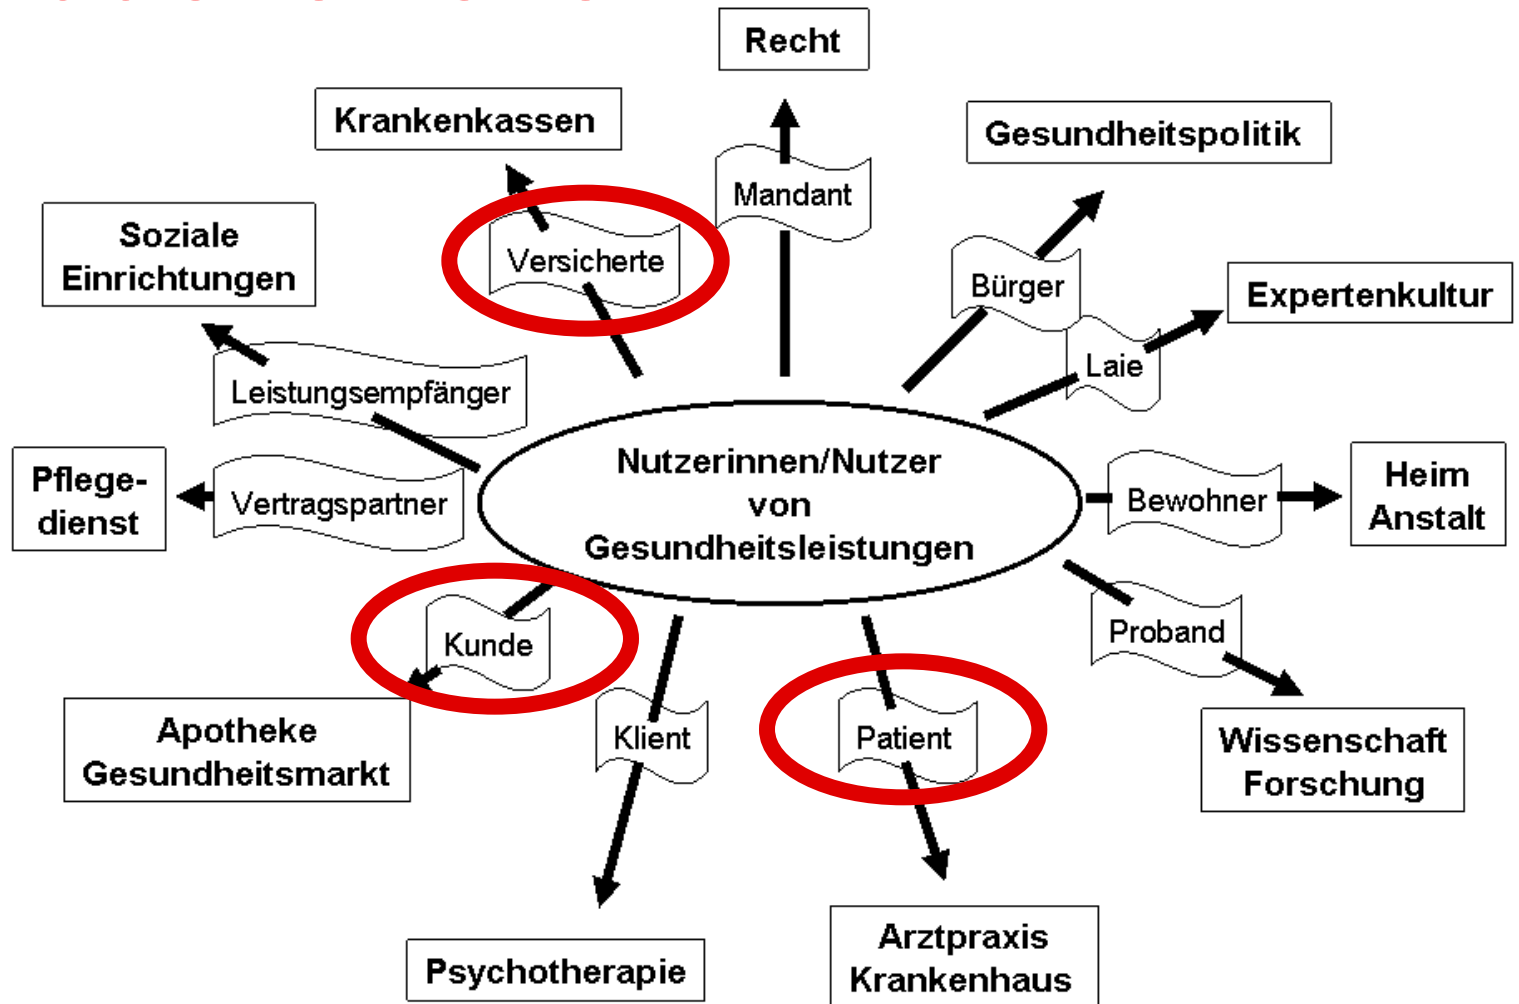 Recht
Krankenkassen
Gesundheitspolitik
Mandant
Soziale
Einrichtungen
Versicherte
Bürger
Expertenkultur
Laie
Leistungsempfänger
Nutzerinnen/Nutzer
von
Gesundheitsleistungen
Pflege-
dienst
Vertragspartner
Bewohner
Heim
Anstalt
Kunde
Proband
Apotheke
Gesundheitsmarkt
Klient
Patient
Wissenschaft
Forschung
Psychotherapie
Arztpraxis
Krankenhaus